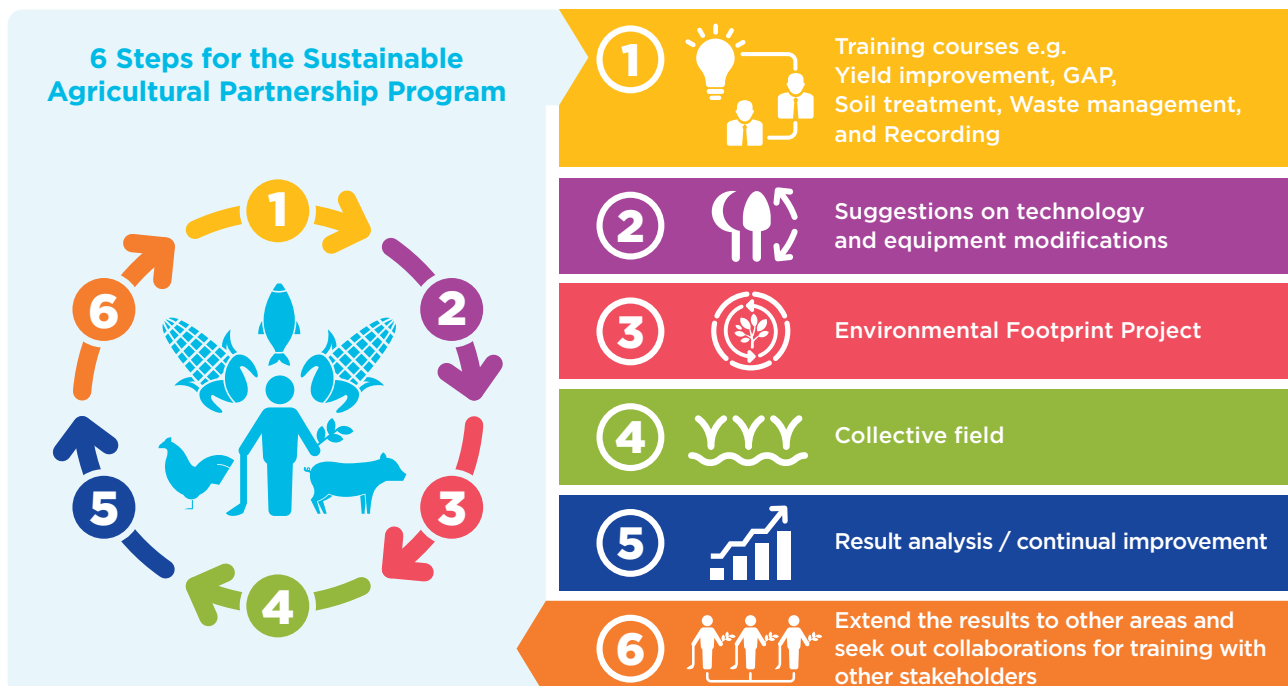 6 Steps for the Sustainable
Agricultural Partnership Program
1
2
3
4
5
6
1
Training courses e.g.
Yield improvement, GAP,
Soil treatment, Waste management,
and Recording
2
Suggestions on technology
and equipment modifications
3
Environmental Footprint Project
4
Collective field
5
Result analysis / continual improvement
6
Extend the results to other areas and
seek out collaborations for training with
other stakeholders